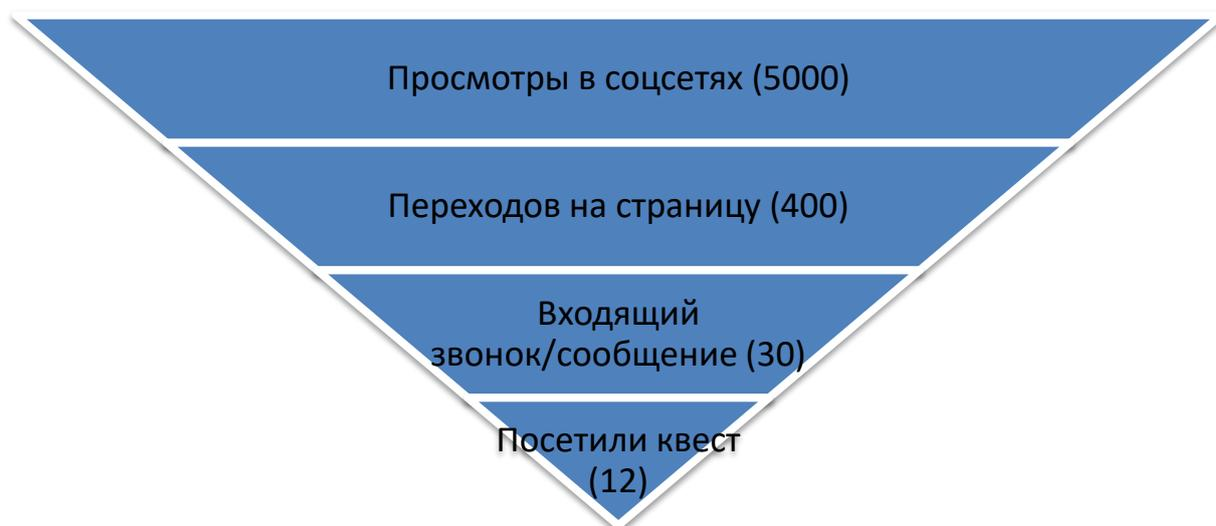 Просмотры в соцсетях (5000)
Переходов на страницу (400)
Входящий
звонок/сообщение (30)
Посетили квест
(12)